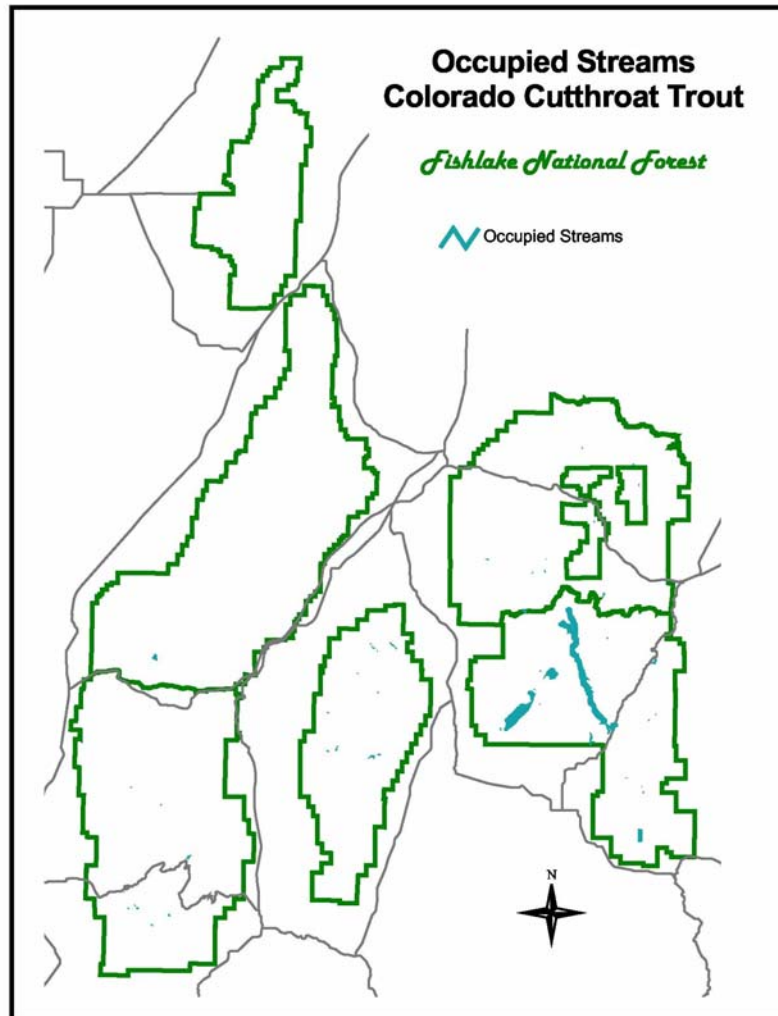 Occupied Streams
Colorado Cutthroat Trout
Fishlake National Forest
Occupied Streams
N